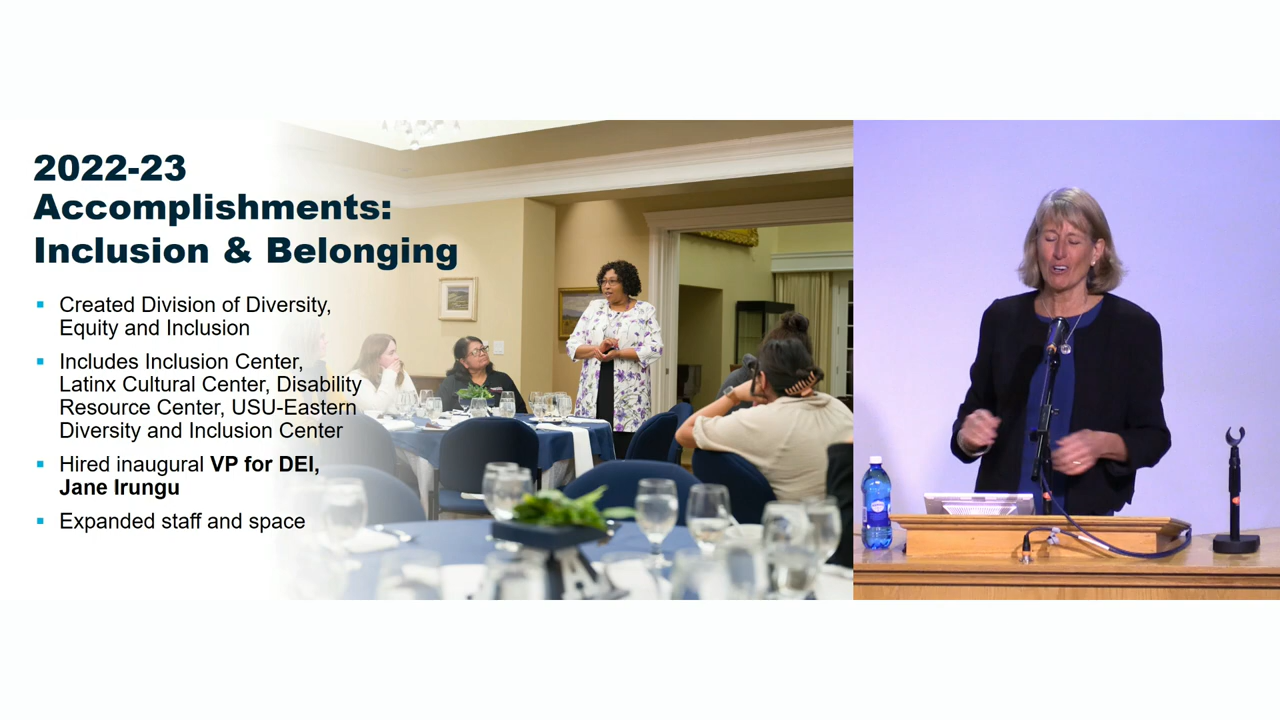 2022-23
Accomplishments:
Inclusion & Belonging
Created Division of Diversity,
Equity and Inclusion
Includes Inclusion Center,
Latinx Cultural Center, Disability
Resource Center, USU-Eastern
Diversity and Inclusion Center
Hired inaugural VP for DEI,
Jane Irungu
Expanded staff and space